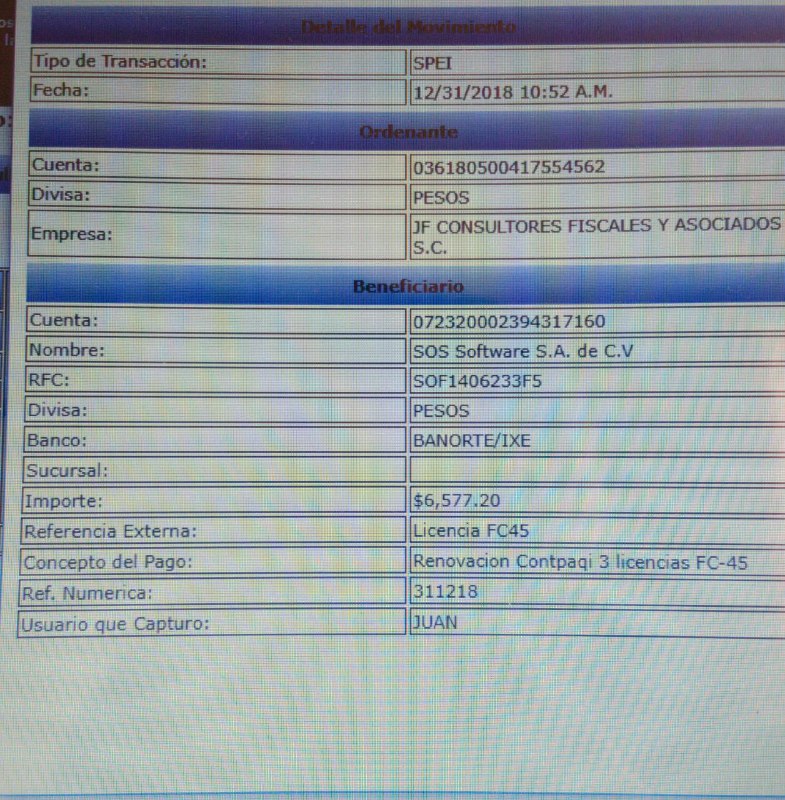 Detalle del Movimiento
Tipo de Transacción: SPEI
Fecha: 12/31/2018 10:52 A.M.
Ordenante
Cuenta: 036180500417554562
Divisa: PESOS
Empresa: JF CONSULTORES FISCALES Y ASOCIADOS
S.C.
Beneficiario
Cuenta: 072320002394317160
Nombre: SOS Software S.A. de C.V
RFC: SOF1406233F5
Divisa: PESOS
Banco: BANORTE/IXE
Sucursal:
Importe: $6,577.20
Referencia Externa: Licencia FC45
Concepto del Pago: Renovacion Contpaqi 3 licencias FC-45
Ref. Numerica: 311218
Usuario que Capturo: JUAN